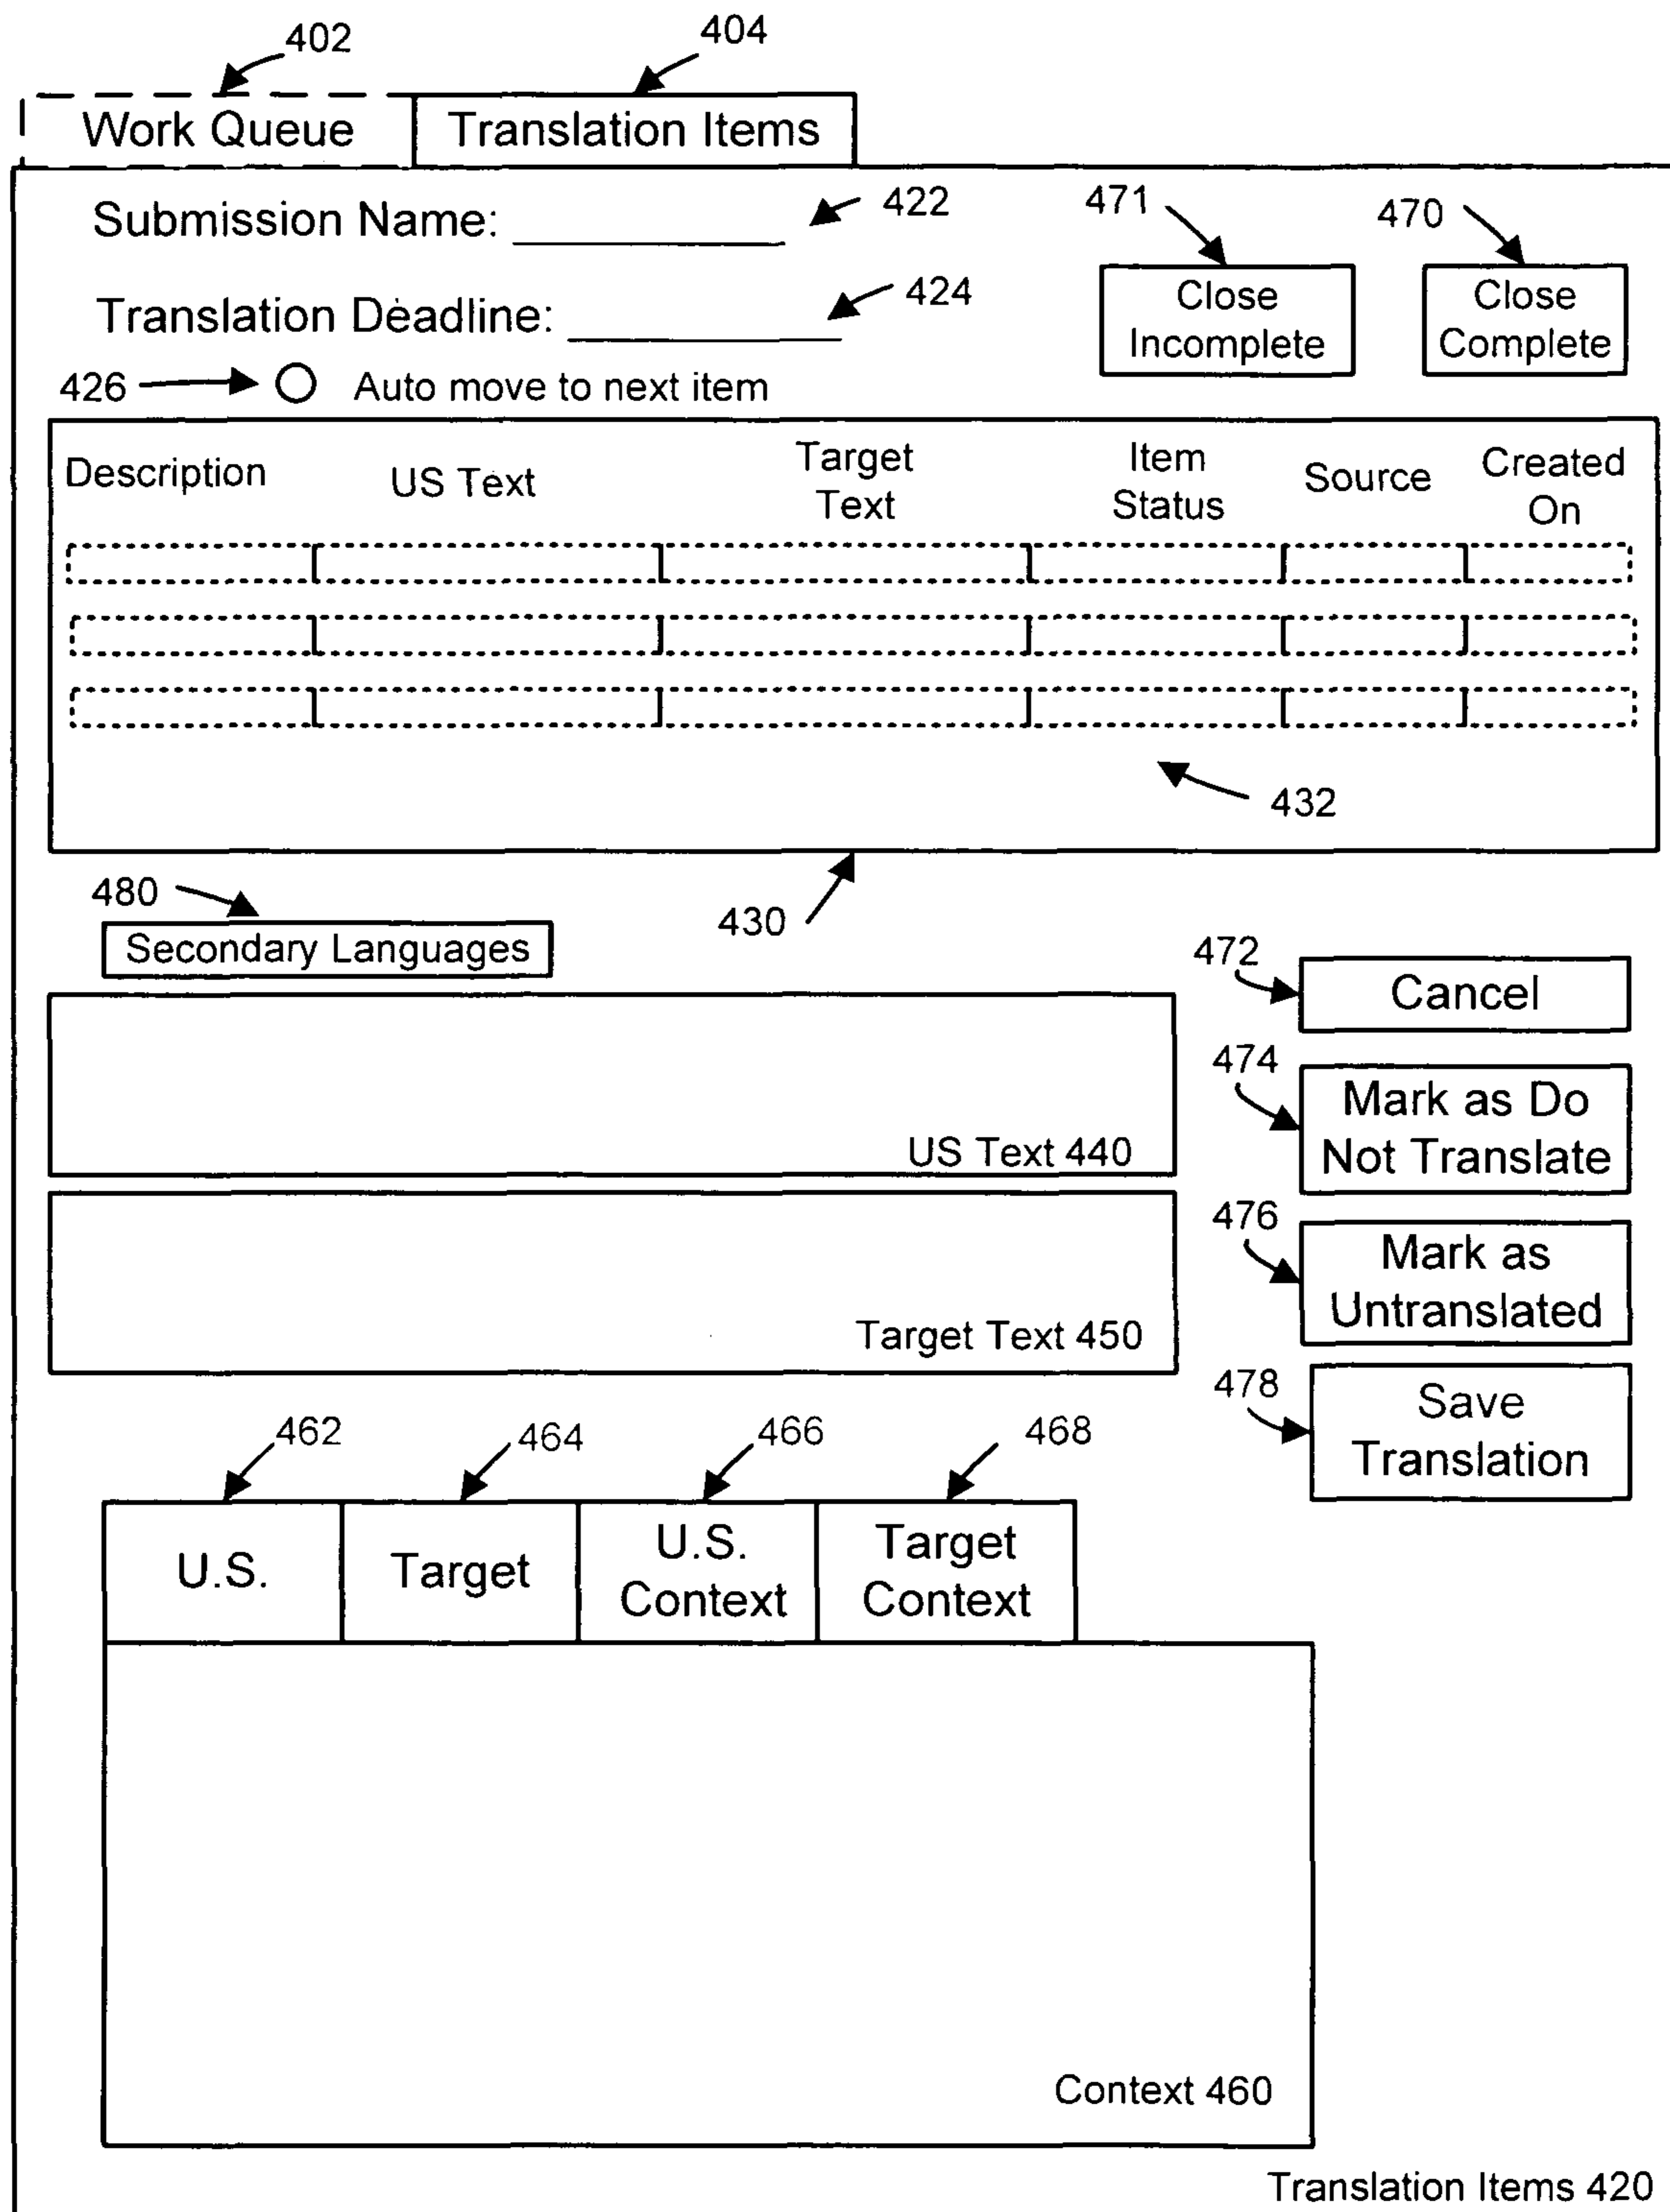 402
404
Work Queue
Translation Items
Submission Name:
422
471
470
Translation Deadline:
424
Close
Incomplete
Close
Complete
426
Auto move to next item
Description
US Text
Target
Text
Item
Status
Source
Created
On
432
480
430
Secondary Languages
472
Cancel
474
Mark as Do
Not Translate
US Text 440
476
Mark as
Untranslated
Target Text 450
478
Save
Translation
462
464
466
468
U.S.
Target
U.S.
Context
Target
Context
Context 460
Translation Items 420